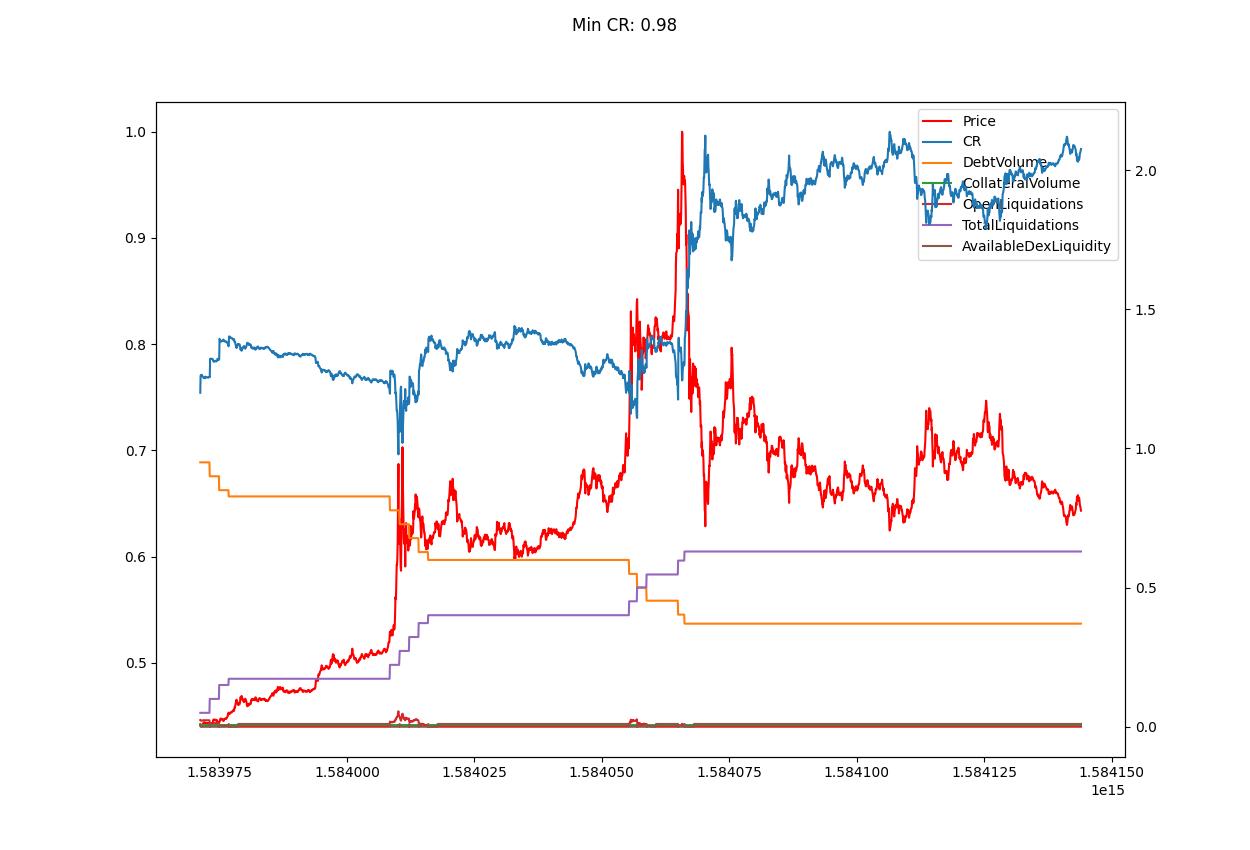 Min CR: 0.98
1.0
0.9
0.8
0.7
0.6
0.5
2.0
1.5
1.0
0.5
0.0
Price
CR
DebtVolume
CollateralVolume
OpenLiquidations
TotalLiquidations
AvailableDexLiquidity
1.583975 1.584000 1.584025 1.584050 1.584075 1.584100 1.584125 1.584150
1e15